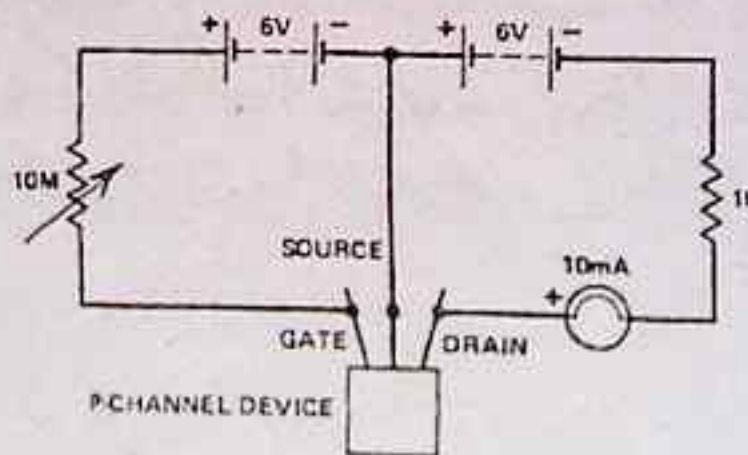 + 6V − + 6V −
10M
SOURCE
10mA
+
GATE DRAIN
P-CHANNEL DEVICE